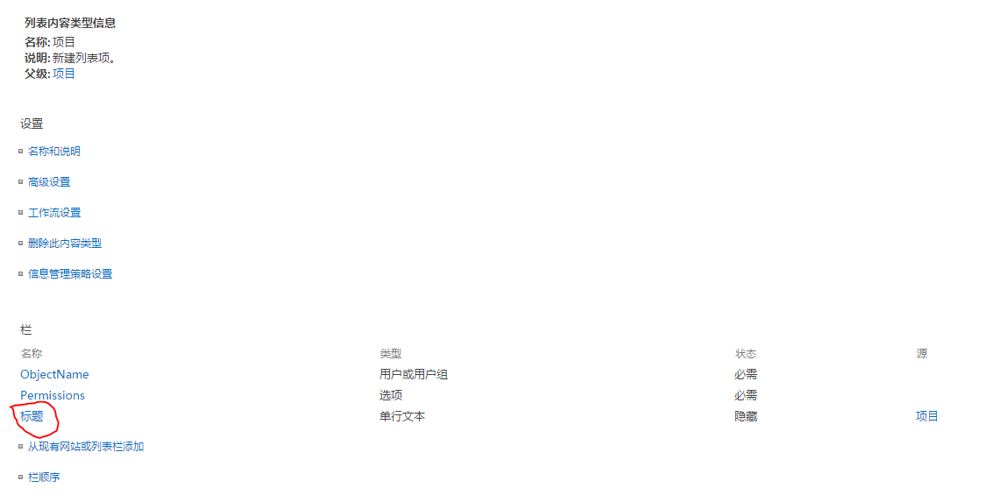 列表内容类型信息
名称: 项目
说明: 新建列表项。
父级: 项目
设置
名称和说明
高级设置
工作流设置
删除此内容类型
信息管理策略设置
栏
名称 类型 状态 源
ObjectName 用户或用户组 必需
Permissions 选项 必需
标题 单行文本 隐藏 项目
从现有网站或列表栏添加
栏顺序